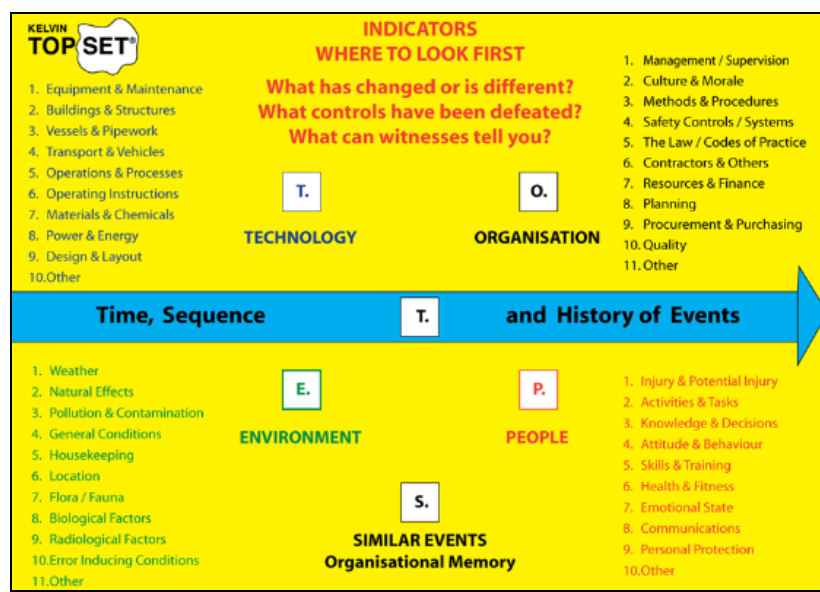 KELVIN
TOP SET®
INDICATORS
WHERE TO LOOK FIRST
What has changed or is different?
What controls have been defeated?
What can witnesses tell you?
1. Equipment & Maintenance
2. Buildings & Structures
3. Vessels & Pipework
4. Transport & Vehicles
5. Operations & Processes
6. Operating Instructions
7. Materials & Chemicals
8. Power & Energy
9. Design & Layout
10.Other
T.
TECHNOLOGY
O.
ORGANISATION
1. Management / Supervision
2. Culture & Morale
3. Methods & Procedures
4. Safety Controls / Systems
5. The Law / Codes of Practice
6. Contractors & Others
7. Resources & Finance
8. Planning
9. Procurement & Purchasing
10. Quality
11. Other
Time, Sequence T. and History of Events
1. Weather
2. Natural Effects
3. Pollution & Contamination
4. General Conditions
5. Housekeeping
6. Location
7. Flora / Fauna
8. Biological Factors
9. Radiological Factors
10.Error Inducing Conditions
11.Other
E.
ENVIRONMENT
P.
PEOPLE
1. Injury & Potential Injury
2. Activities & Tasks
3. Knowledge & Decisions
4. Attitude & Behaviour
5. Skills & Training
6. Health & Fitness
7. Emotional State
8. Communications
9. Personal Protection
10.Other
S.
SIMILAR EVENTS
Organisational Memory